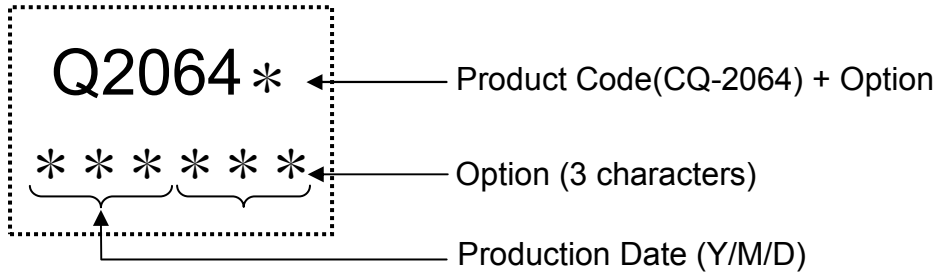 Q2064*
Product Code(CQ-2064) + Option
* * * * * *
Option (3 characters)
Production Date (Y/M/D)